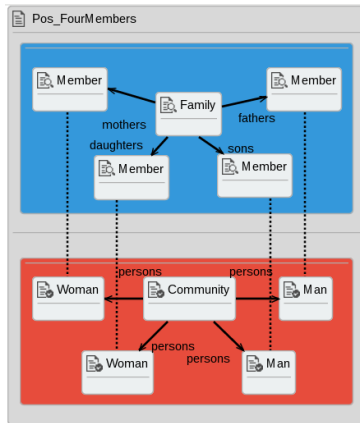 Pos_FourMembers
Member
Member
Family
mothers
fathers
daughters
sons
Member
Member
persons
persons
Woman
Community
Man
persons
persons
Woman
Man